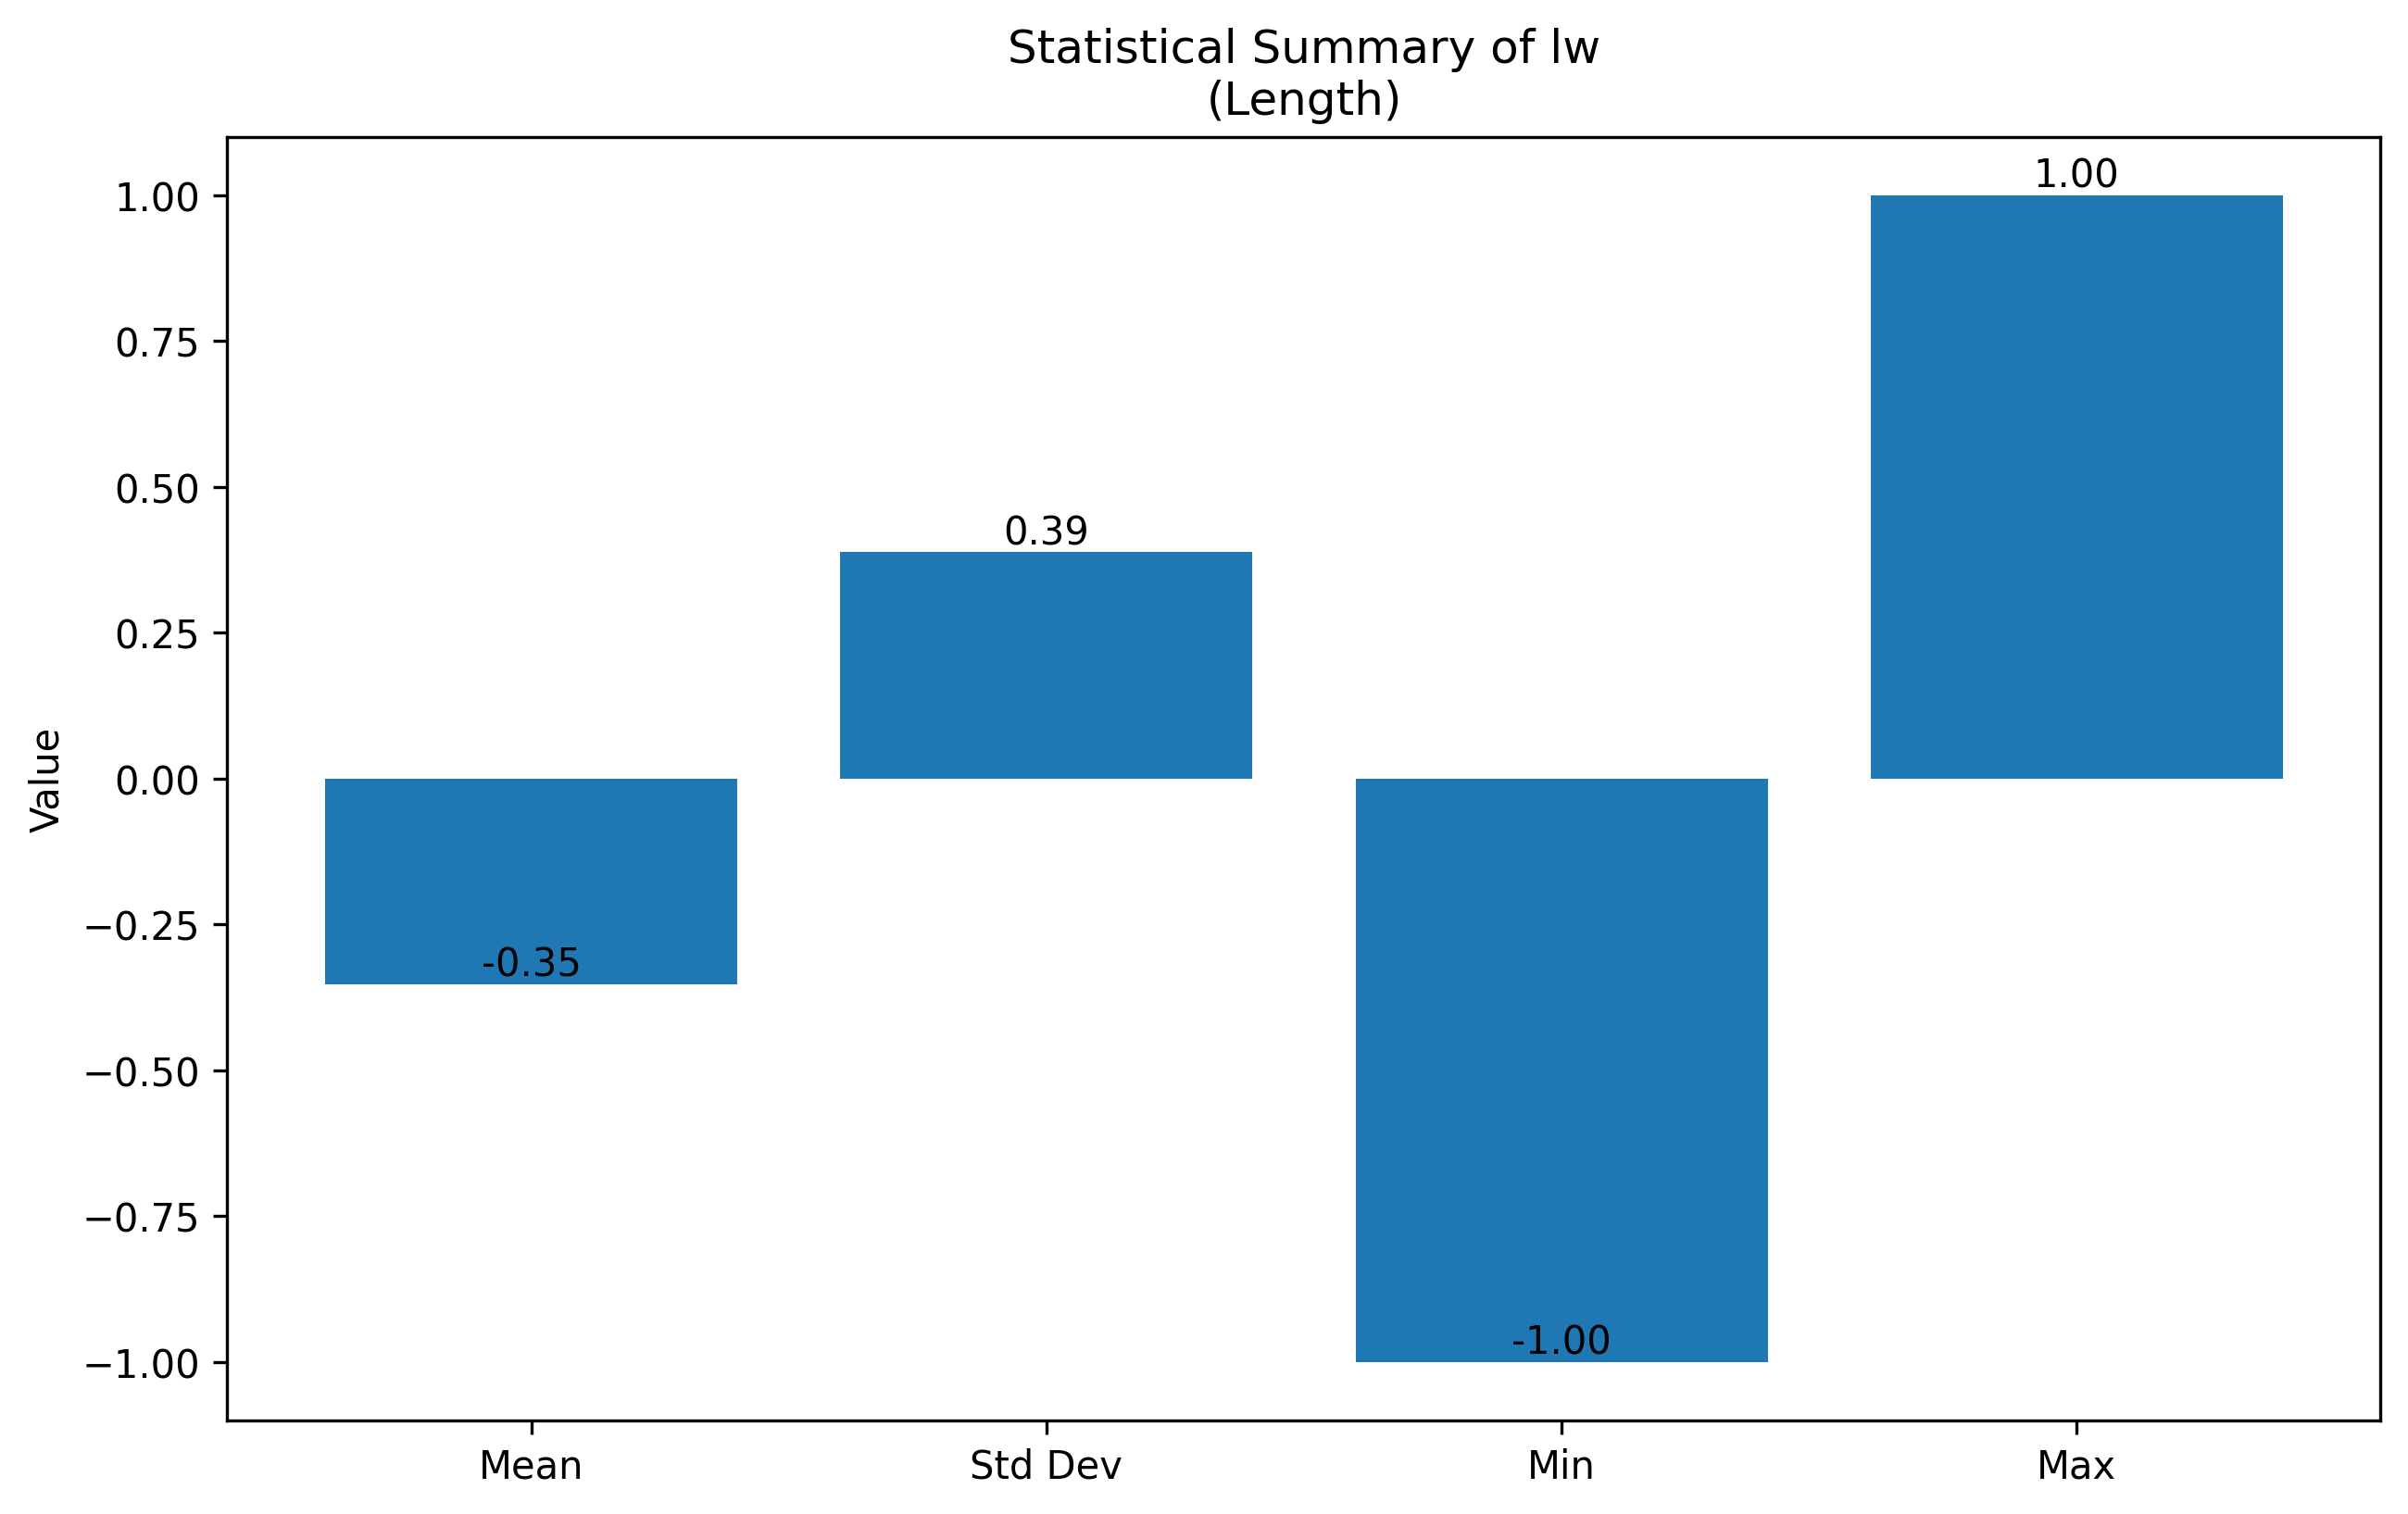 Statistical Summary of lw
(Length)
1.00
0.75
0.50
0.25
0.00
−0.25
−0.50
−0.75
−1.00
Value
-0.35
0.39
-1.00
1.00
Mean
Std Dev
Min
Max